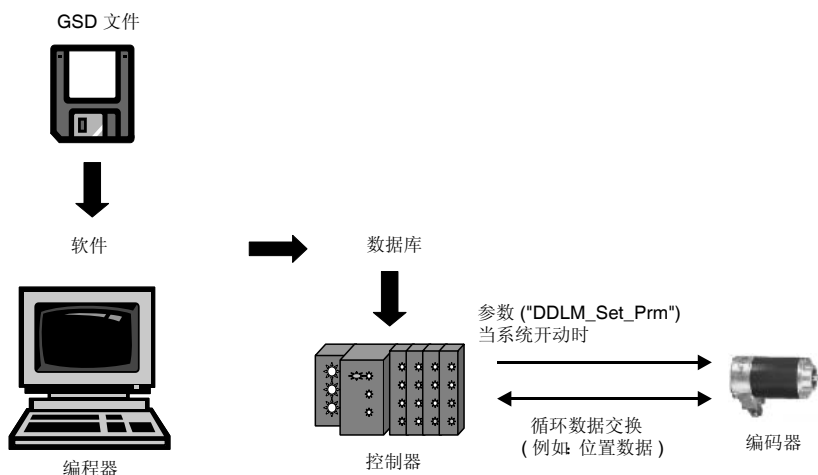 GSD 文件
软件
数据库
参数 ("DDLM_Set_Prm")
当系统开动时
循环数据交换
( 例如: 位置数据 )
编码器
控制器
编程器